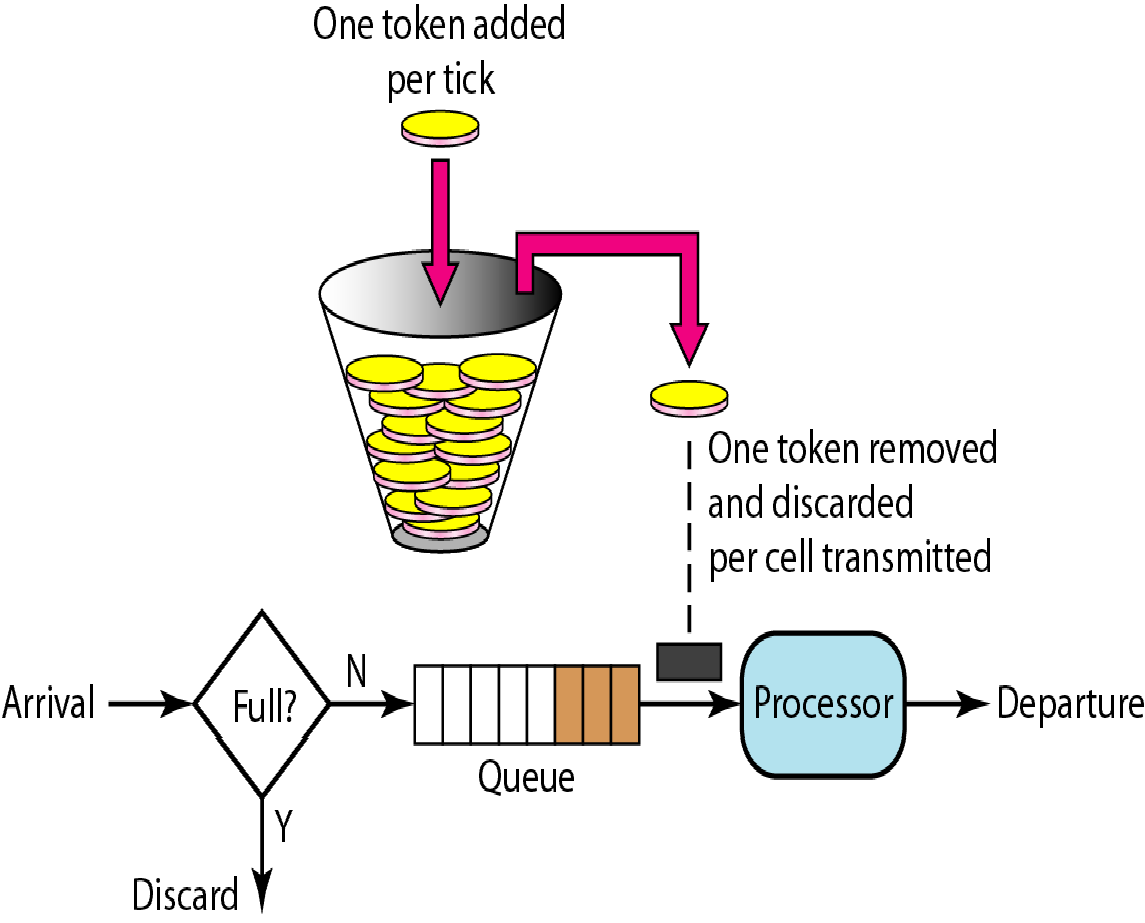 One token added
per tick
One token removed
and discarded
per cell transmitted
Arrival
Full?
N
Queue
Processor
Departure
Y
Discard